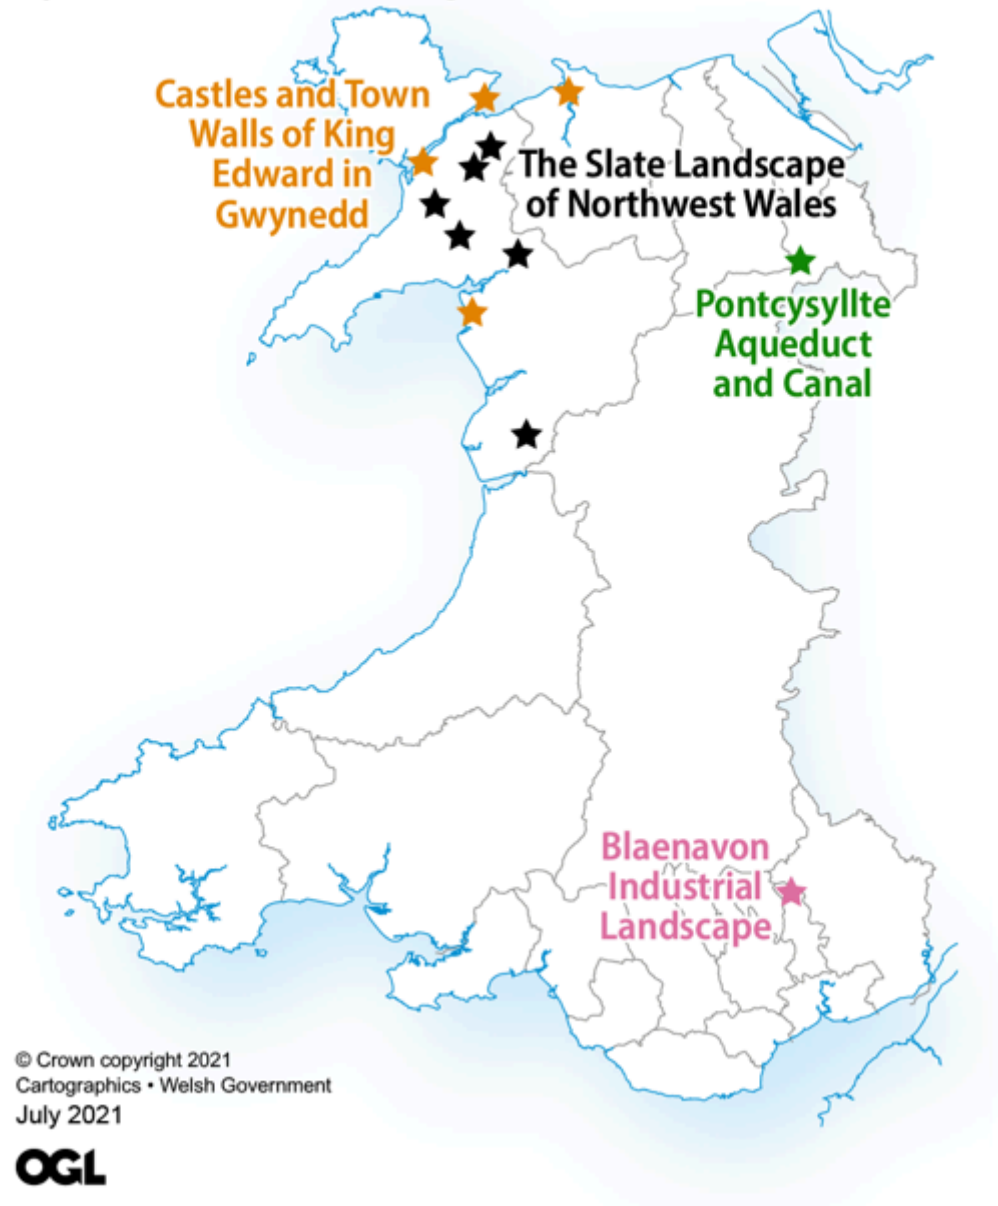 Castles and Town
Walls of King
Edward in
Gwynedd
The Slate Landscape
of Northwest Wales
Pontcysyllte
Aqueduct
and Canal
Blaenavon
Industrial
Landscape
© Crown copyright 2021
Cartographics • Welsh Government
July 2021
OGL